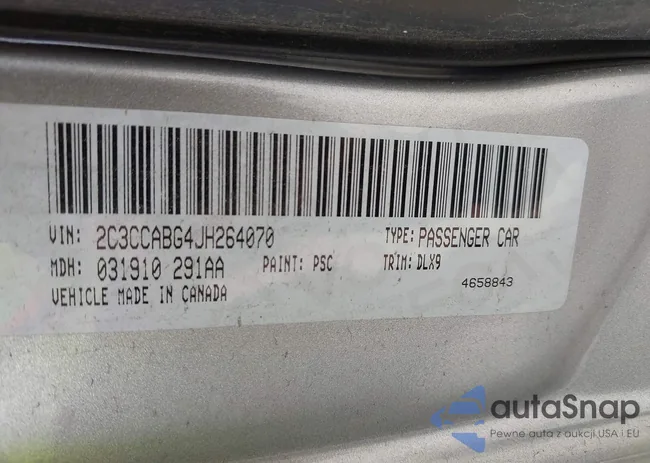 VIN: 2C3CCABG4JH264070 TYPE: PASSENGER CAR
MDH: 031910 291AA PAINT: PSC TRIM: DLX9
VEHICLE MADE IN CANADA 4658843
autaSnap
Pewne auta z aukcji USA i EU